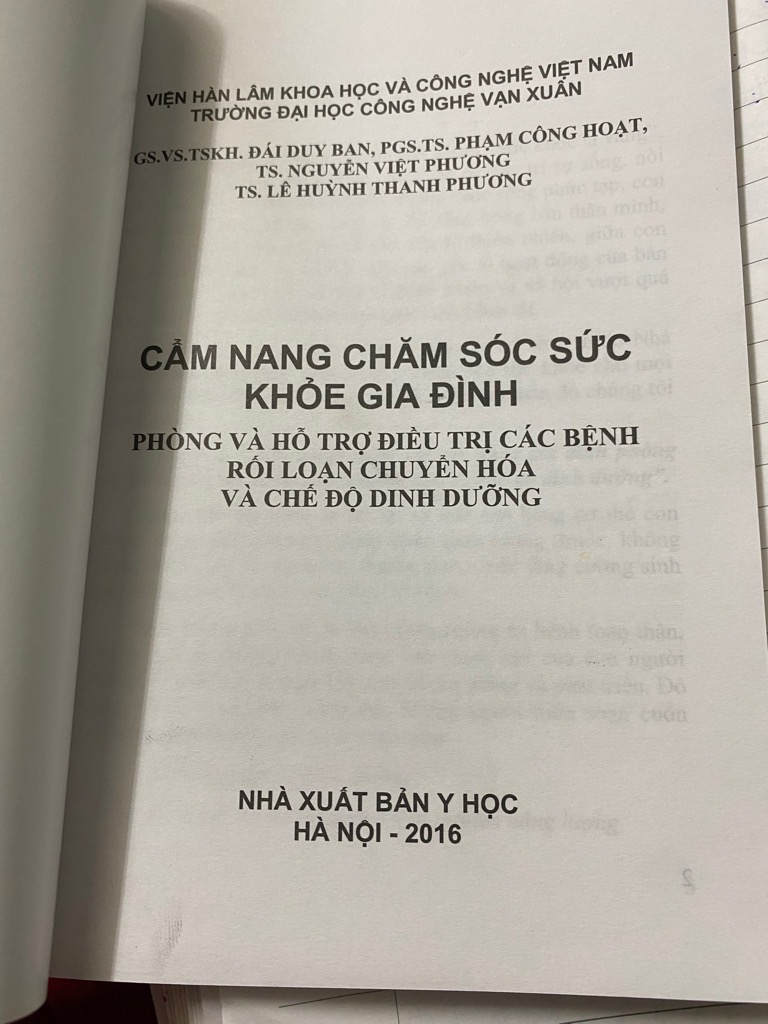 VIỆN HÀN LÂM KHOA HỌC VÀ CÔNG NGHỆ VIỆT NAM
TRƯỜNG ĐẠI HỌC CÔNG NGHỆ VẠN XUÂN
GS.VS.TSKH. ĐÁI DUY BAN, PGS.TS. PHẠM CÔNG HOẠT,
TS. NGUYỄN VIỆT PHƯƠNG
TS. LÊ HUỲNH THANH PHƯƠNG
CẨM NANG CHĂM SÓC SỨC
KHỎE GIA ĐÌNH
PHÒNG VÀ HỖ TRỢ ĐIỀU TRỊ CÁC BỆNH
RỐI LOẠN CHUYỂN HÓA
VÀ CHẾ ĐỘ DINH DƯỠNG
NHÀ XUẤT BẢN Y HỌC
HÀ NỘI - 2016